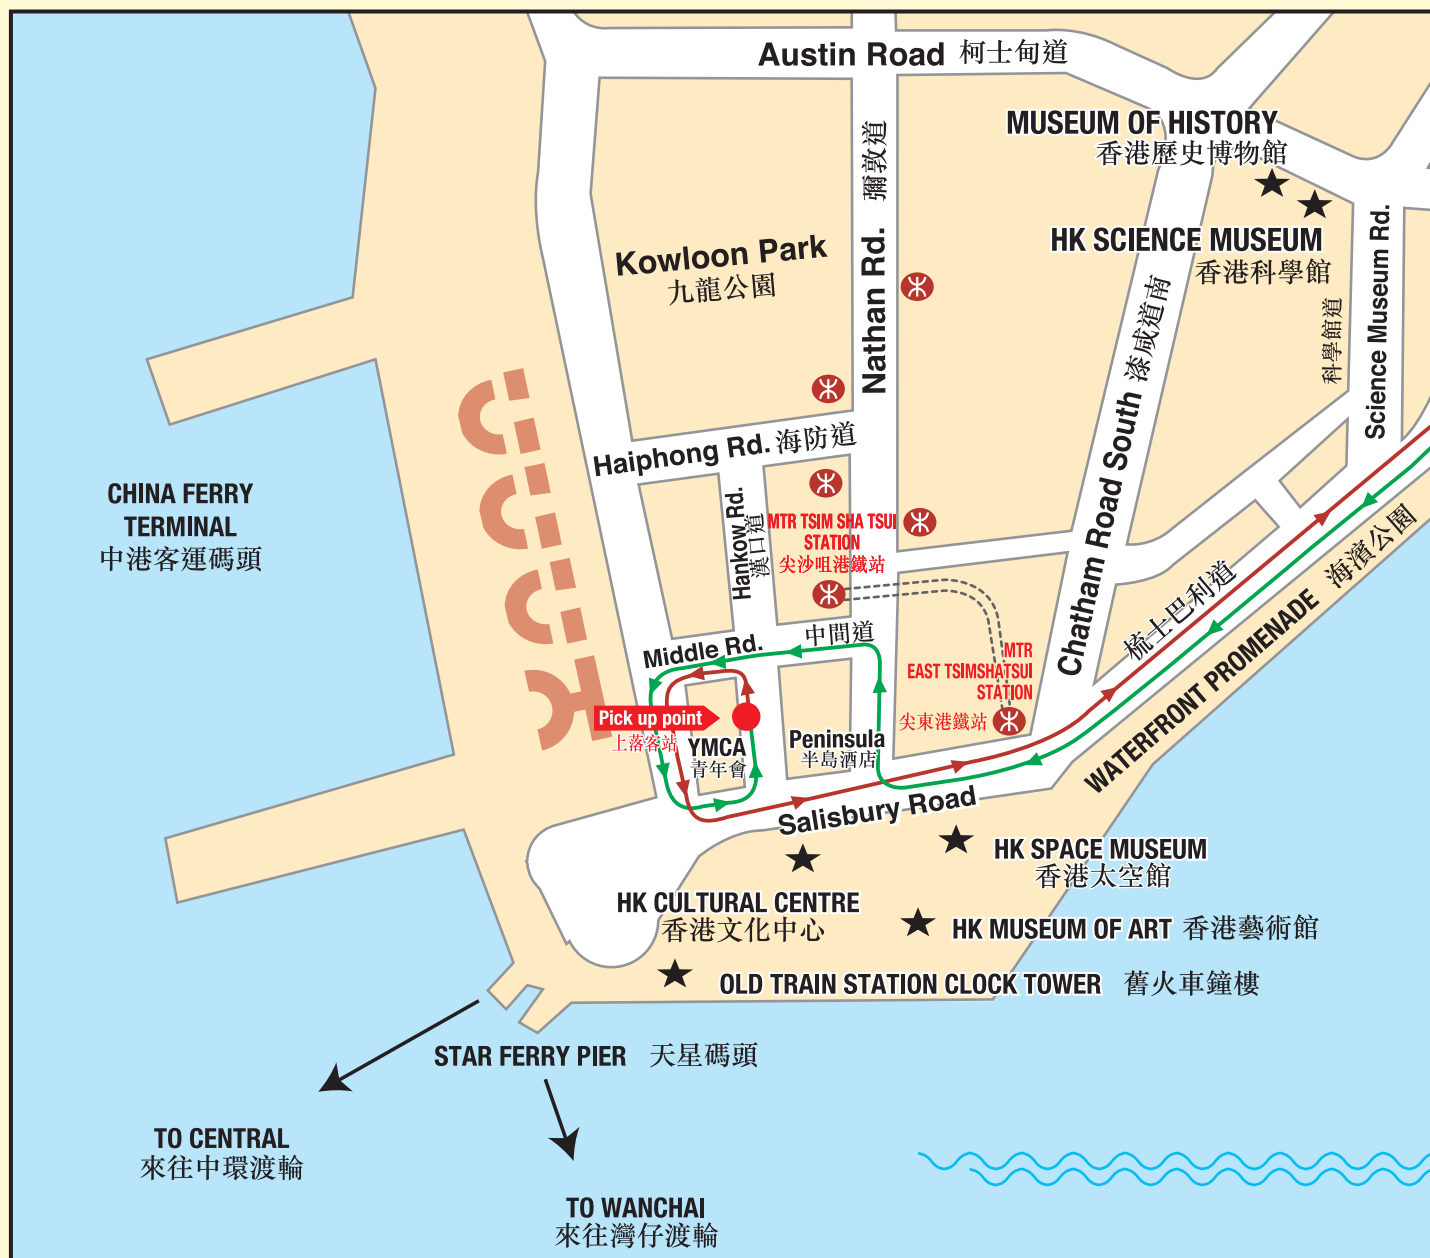 Austin Road 柯士甸道
MUSEUM OF HISTORY
香港歷史博物館
彌敦道
Nathan Rd.
Kowloon Park
九龍公園
HK SCIENCE MUSEUM
香港科學館
Science Museum Rd.
科學館道
Chatham Road South 漆咸道南
Haiphong Rd. 海防道
CHINA FERRY
TERMINAL
中港客運碼頭
Hankow Rd.
漢口道
MTR TSIM SHA TSUI
STATION
尖沙咀港鐵站
Middle Rd. 中間道
MTR
EAST TSIMSHATSUI
STATION
尖東港鐵站
梳士巴利道
WATERFRONT PROMENADE 海濱公園
Pick up point
上落客站
YMCA
青年會
Peninsula
半島酒店
Salisbury Road
HK SPACE MUSEUM
香港太空館
HK CULTURAL CENTRE
香港文化中心
HK MUSEUM OF ART 香港藝術館
OLD TRAIN STATION CLOCK TOWER 舊火車鐘樓
STAR FERRY PIER 天星碼頭
TO CENTRAL
來往中環渡輪
TO WANCHAI
來往灣仔渡輪